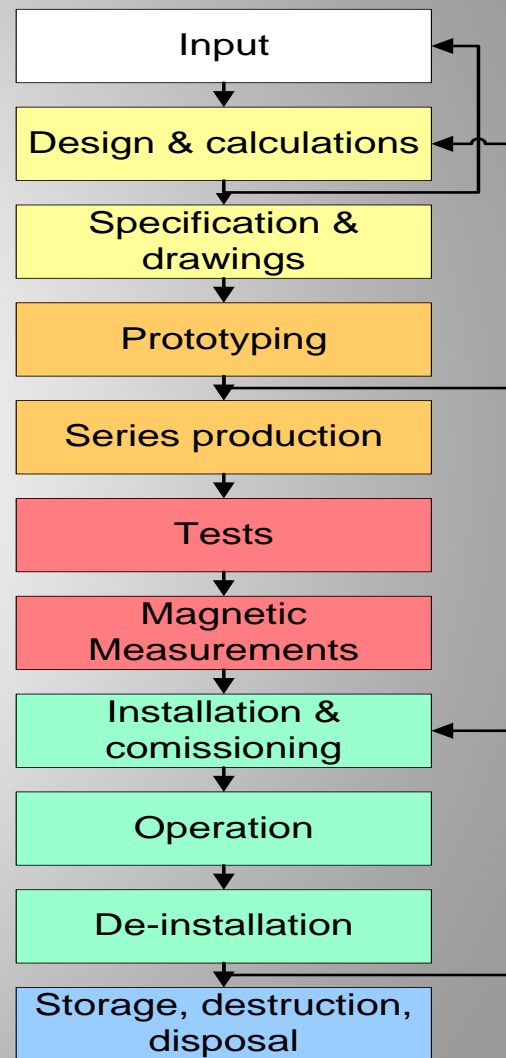 Input
Design & calculations
Specification &
drawings
Prototyping
Series production
Tests
Magnetic
Measurements
Installation &
comissioning
Operation
De-installation
Storage, destruction,
disposal